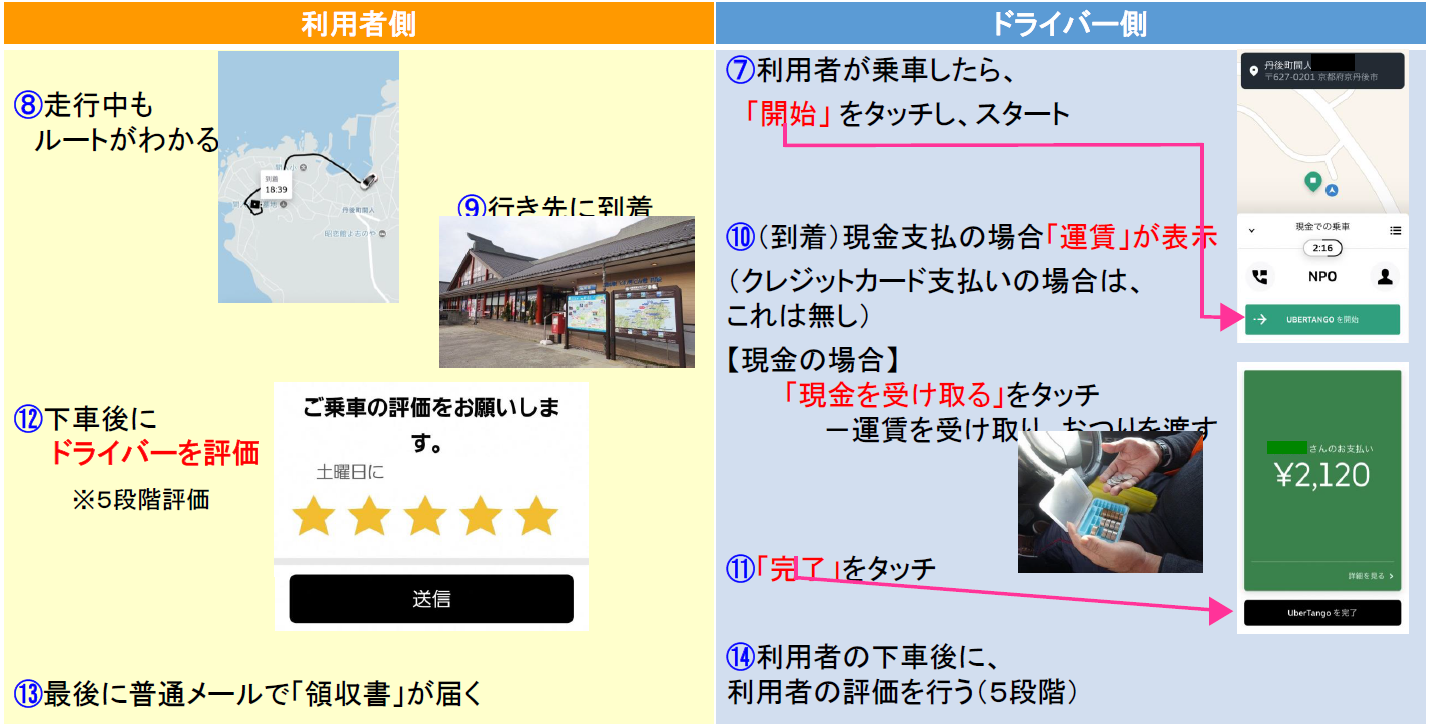 利用者側
⑧走行中も
ルートがわかる
到着
18:39
丹後町間人
⑨行き先に到着
⑫下車後に
ドライバーを評価
※5段階評価
ご乗車の評価をお願いしま
す。
土曜日に
送信
⑬最後に普通メールで「領収書」が届く
ドライバー側
⑦利用者が乗車したら、
「開始」をタッチし、スタート
⑩(到着)現金支払の場合「運賃」が表示
(クレジットカード支払いの場合は、
これは無し)
【現金の場合】
「現金を受け取る」をタッチ
－運賃を受け取り、おつりを渡す
⑪「完了」をタッチ
⑭利用者の下車後に、
利用者の評価を行う(5段階)
丹後町間人
〒627-0201 京都府京丹後市
現金での乗車
2:16
NPO
UBERTANGO を開始
さんのお支払い
¥2,120
詳細を見る >
UberTango を完了